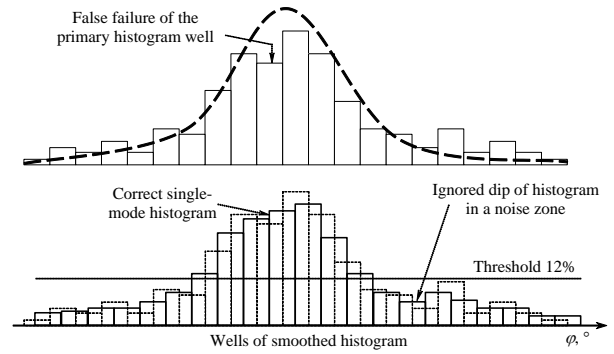 False failure of the
primary histogram well
Correct single-
mode histogram
Ignored dip of histogram
in a noise zone
Threshold 12%
Wells of smoothed histogram
φ, °